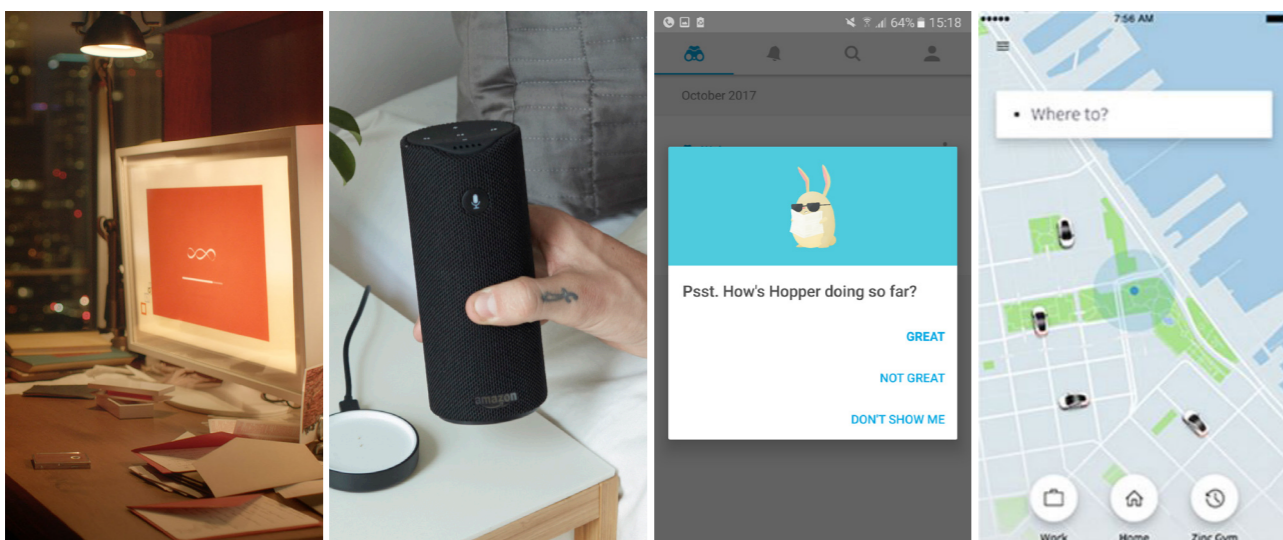 amazon
64% 15:18
October 2017
Psst. How's Hopper doing so far?
GREAT
NOT GREAT
DON'T SHOW ME
7:56 AM
Where to?
Work
Home
Zinc Gym